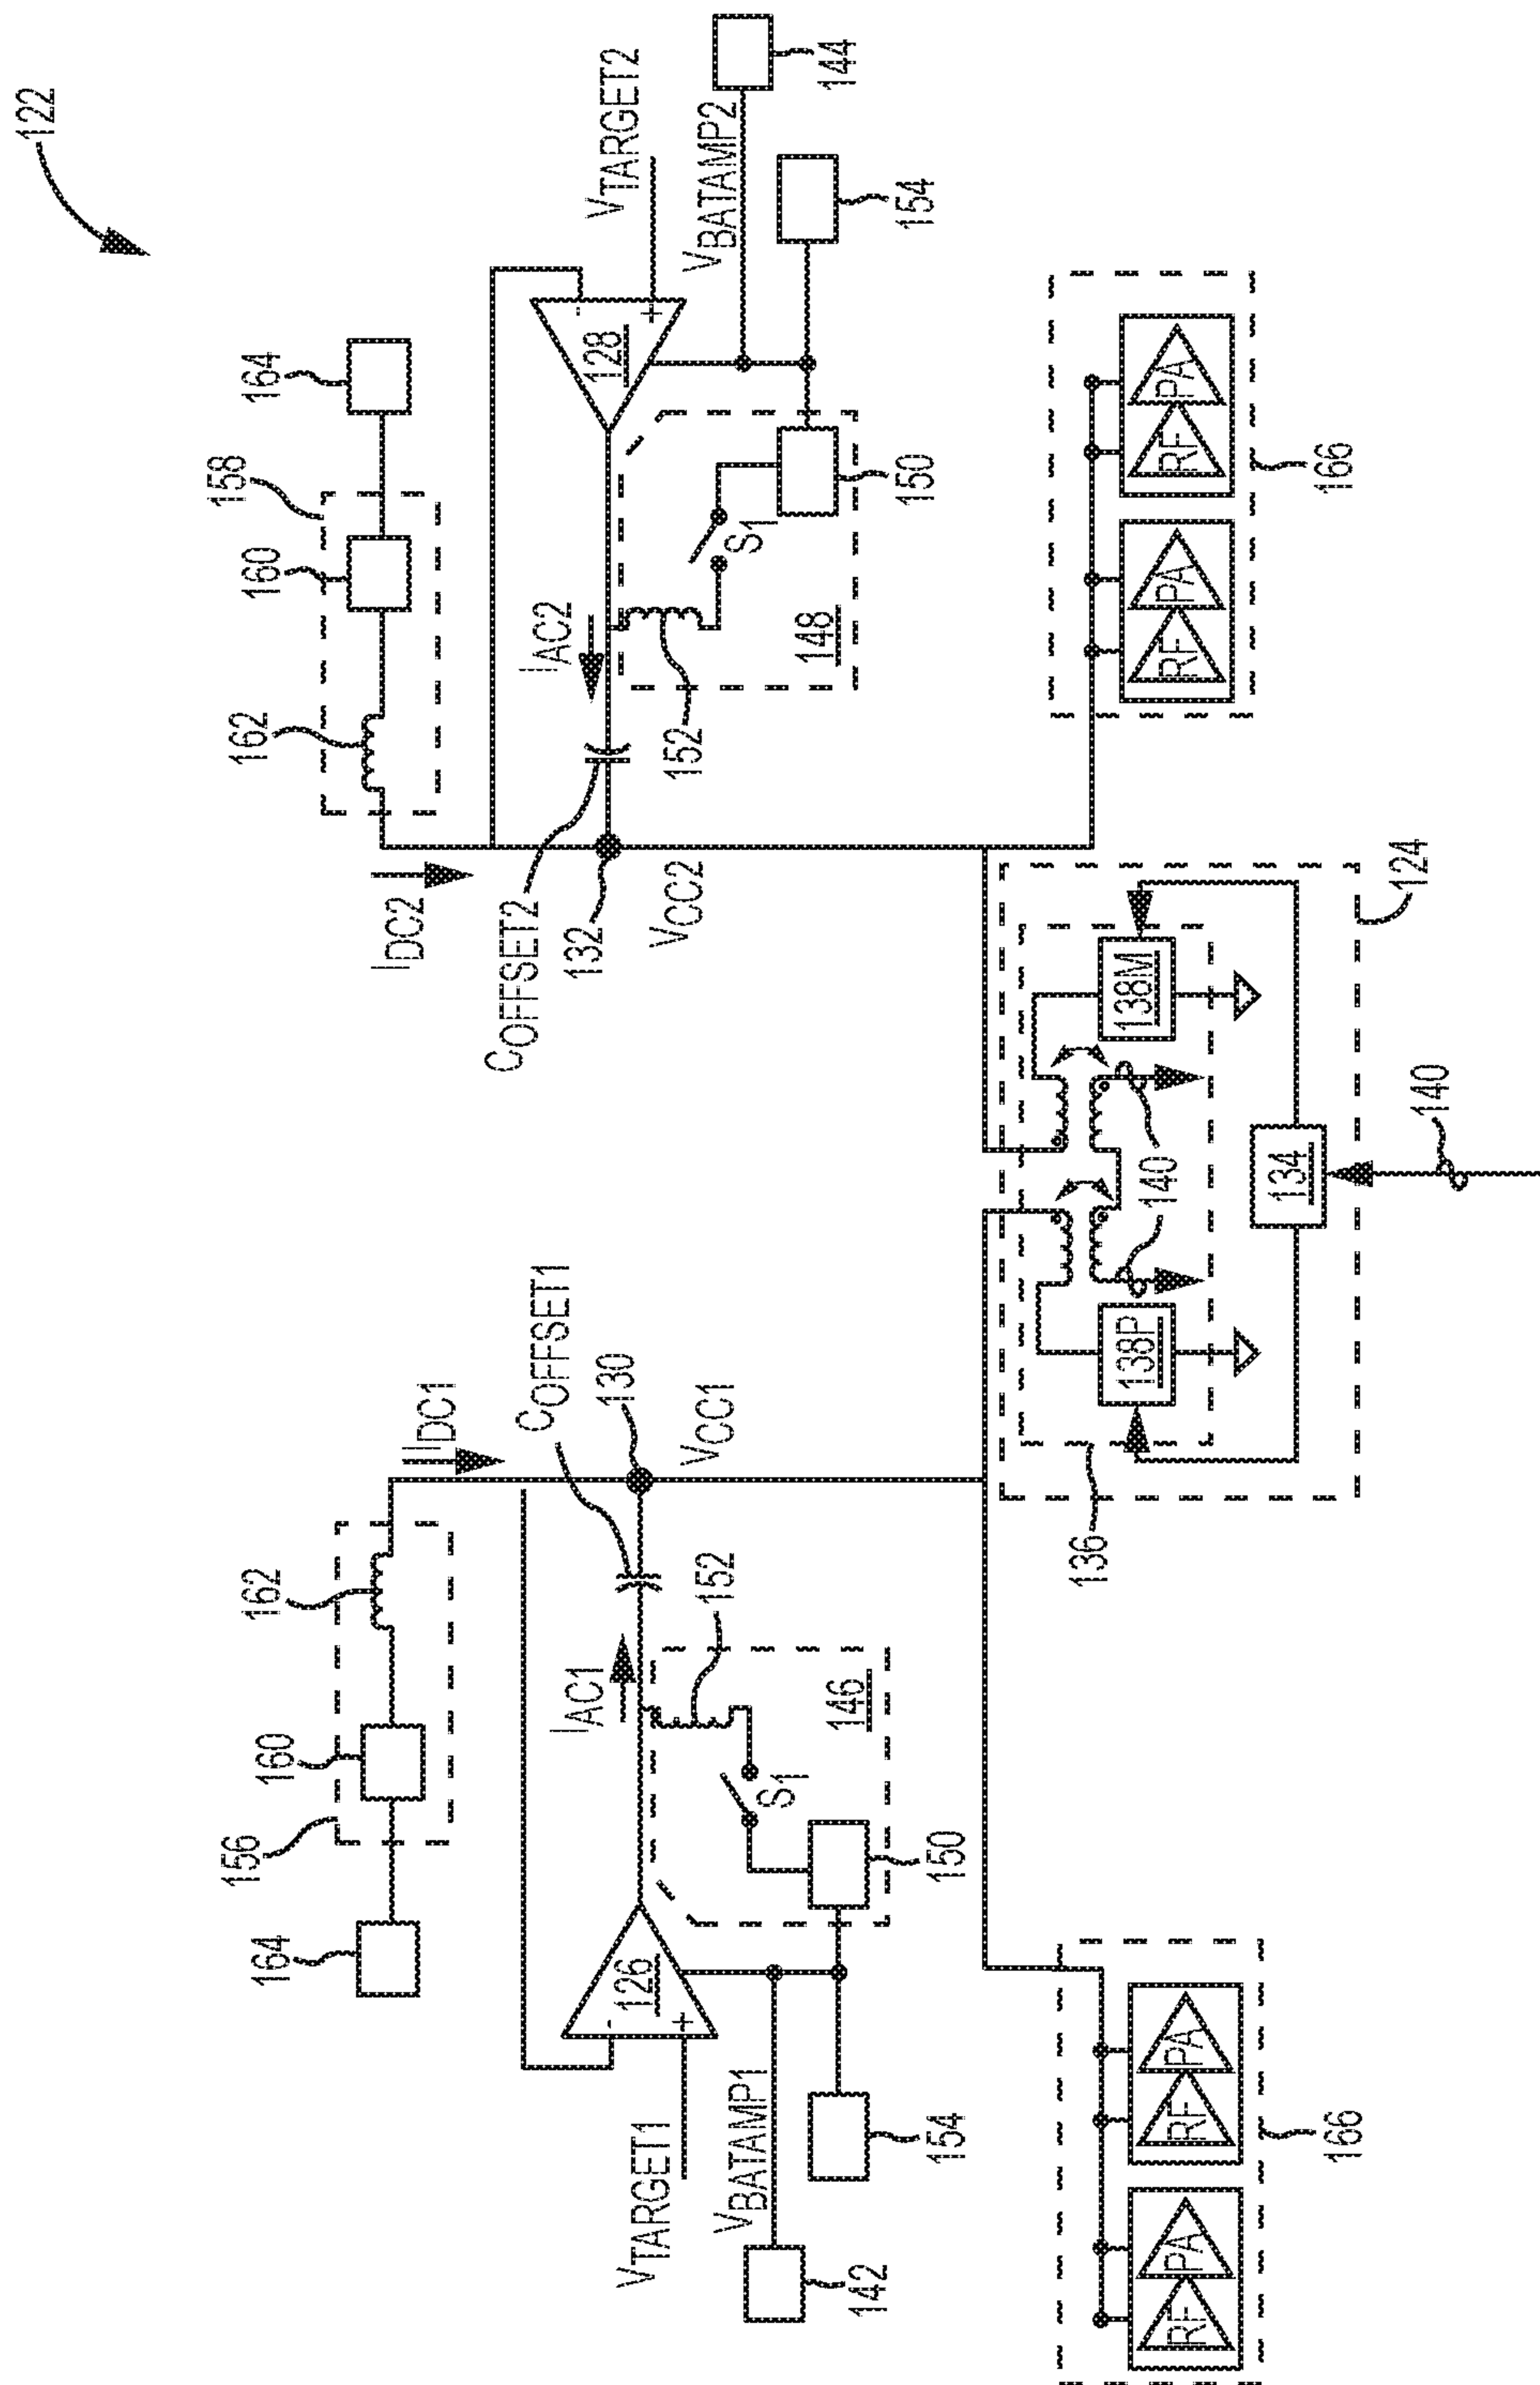 122
164
156
160
162
IDC1
COFFSET1
130
VCC1
IAC1
152
S1
146
150
126
-
+
VTARGET1
VBATAMP1
142
154
158
162
160
164
IDC2
COFFSET2
132
VCC2
IAC2
152
S1
148
150
128
-
+
VTARGET2
VBATAMP2
144
154
136
138P
140
138M
134
124
140
RF PA
RF PA
166
RF PA
RF PA
166